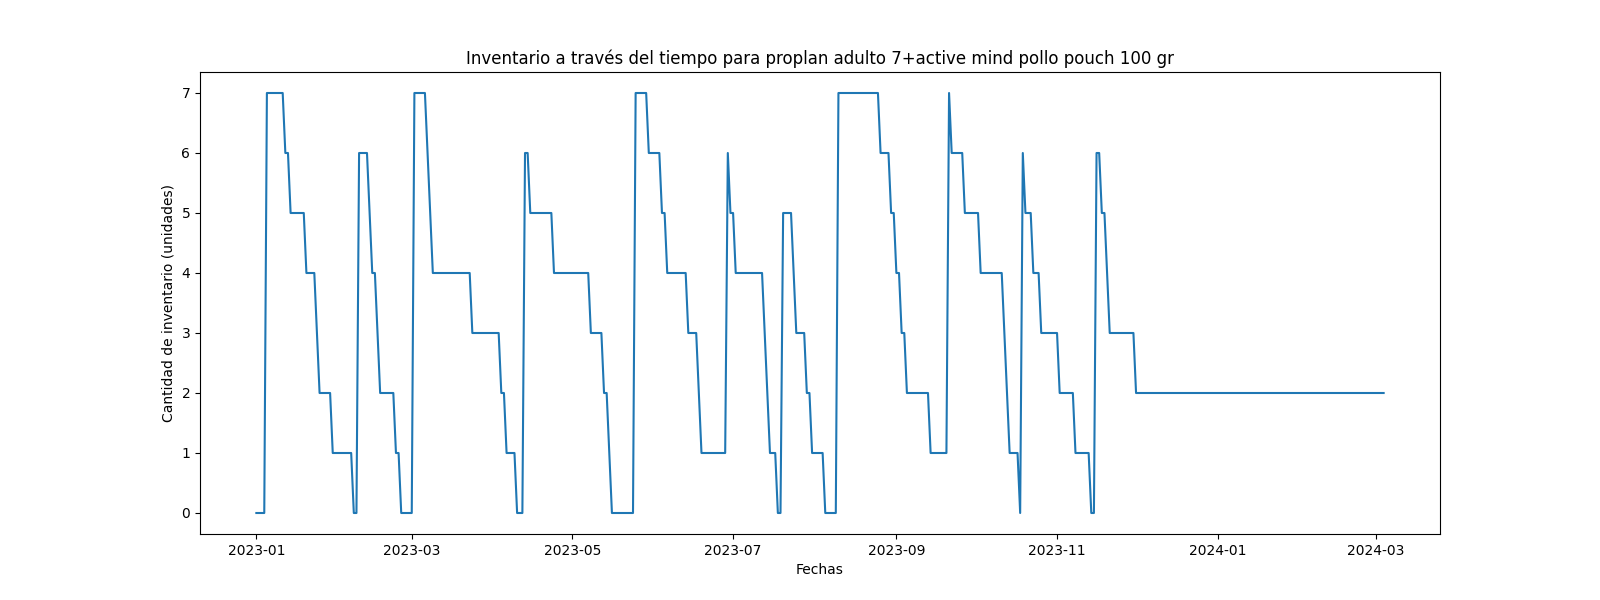 Inventario a través del tiempo para proplan adulto 7+active mind pollo pouch 100 gr
Cantidad de inventario (unidades)
7
6
5
4
3
2
1
0
2023-01 2023-03 2023-05 2023-07 2023-09 2023-11 2024-01 2024-03
Fechas